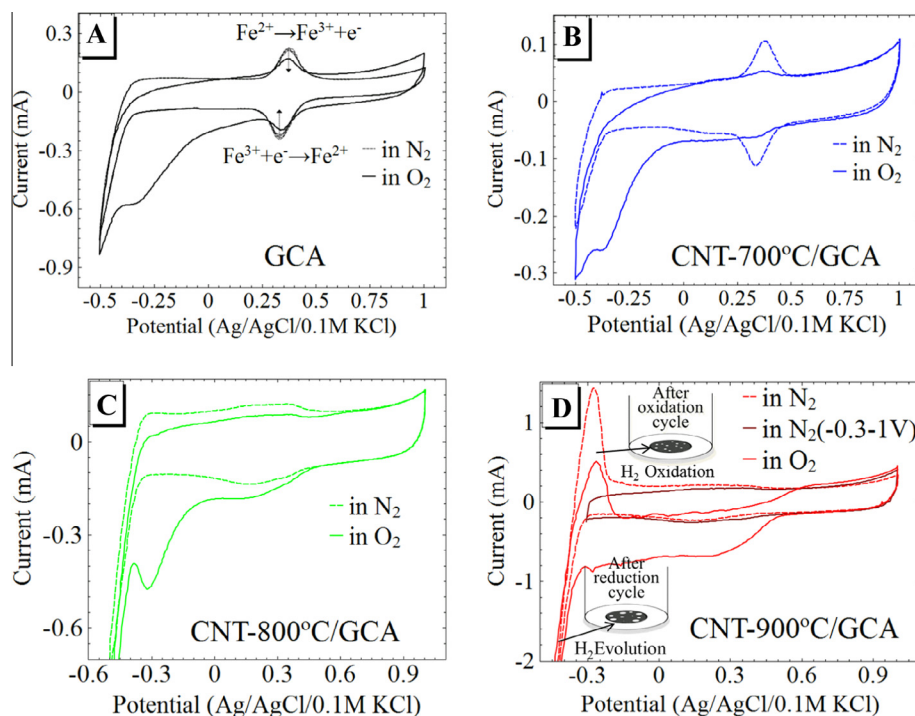 A
Fe²⁺→Fe³⁺+e⁻
Fe³⁺+e⁻→Fe²⁺
in N₂
in O₂
GCA
Current (mA)
0.3
0
-0.3
-0.6
-0.9
-0.5 -0.25 0 0.25 0.5 0.75 1
Potential (Ag/AgCl/0.1M KCl)
B
in N₂
in O₂
CNT-700ºC/GCA
Current (mA)
0.1
0
-0.1
-0.2
-0.3
-0.5 -0.25 0 0.25 0.5 0.75 1
Potential (Ag/AgCl/0.1M KCl)
C
in N₂
in O₂
CNT-800ºC/GCA
Current (mA)
0
-0.3
-0.6
-0.6 -0.3 0 0.3 0.6 0.9
Potential (Ag/AgCl/0.1M KCl)
D
After
oxidation
cycle
H₂ Oxidation
in N₂
in N₂(-0.3-1V)
in O₂
After
reduction
cycle
H₂Evolution
CNT-900ºC/GCA
Current (mA)
1
0
-1
-2
-0.3 0 0.3 0.6 0.9
Potential (Ag/AgCl/0.1M KCl)